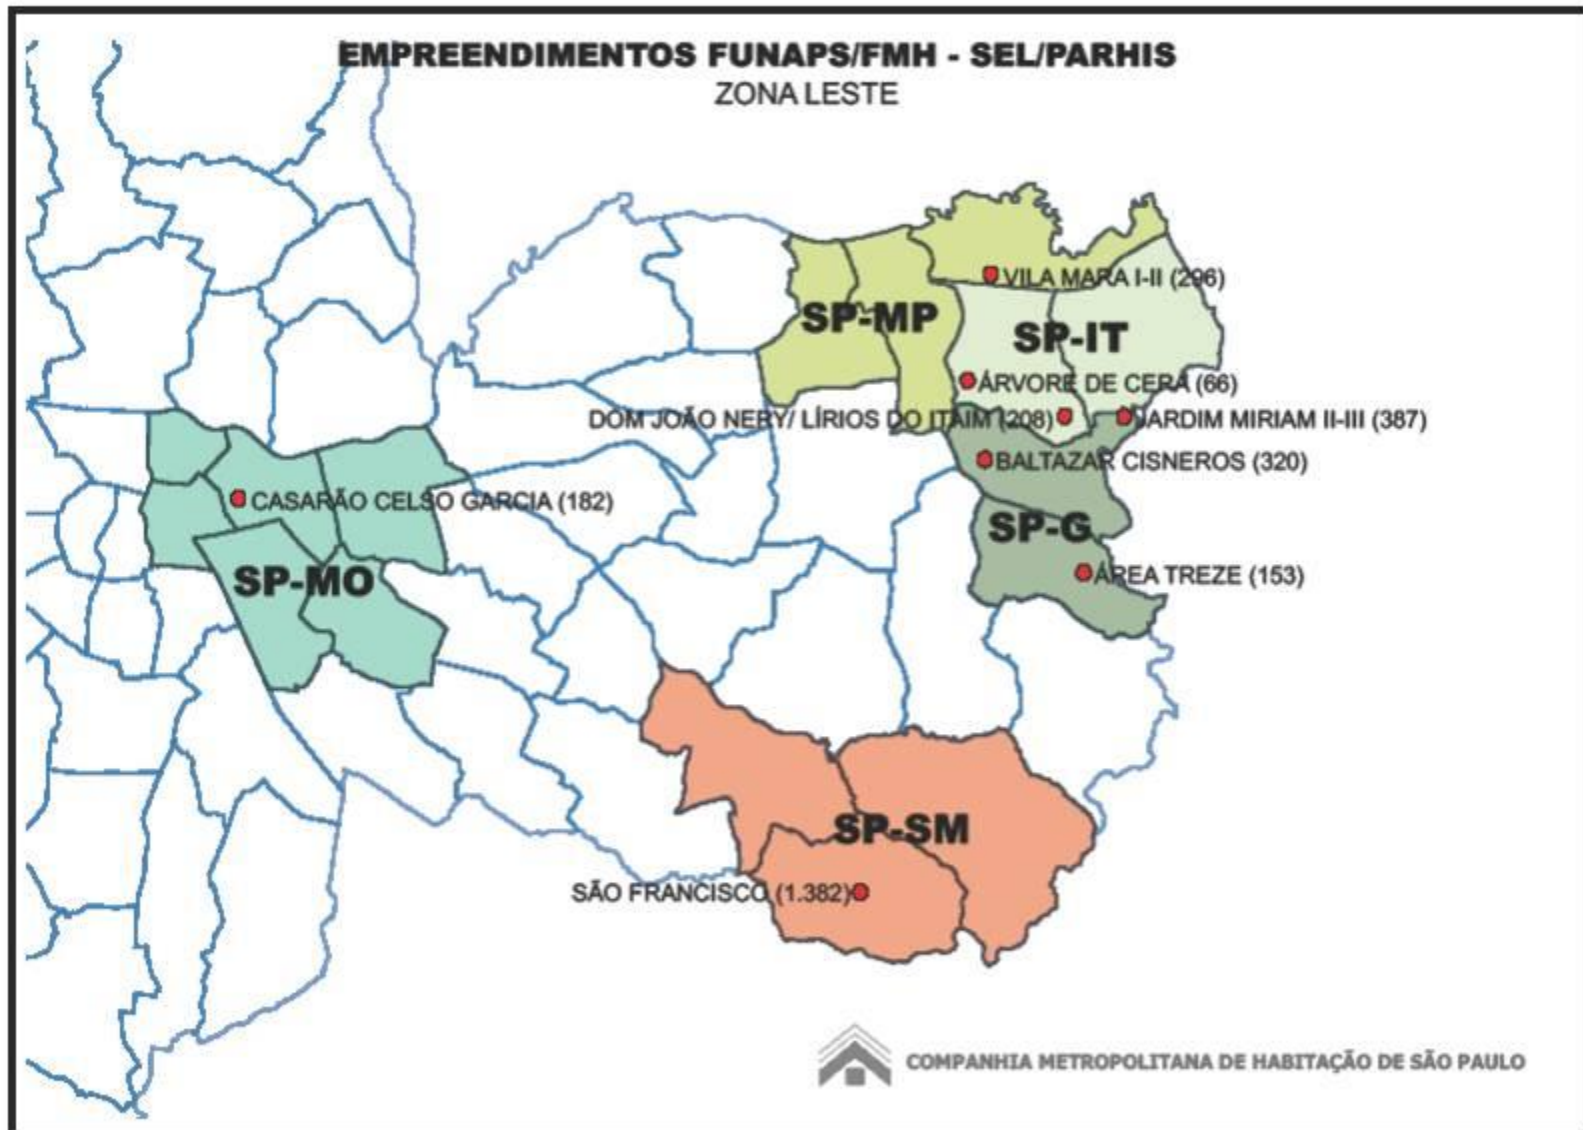 EMPREENDIMENTOS FUNAPS/FMH - SEL/PARHIS
ZONA LESTE
VILA MARA I-II (296)
SP-MP
SP-IT
ÁRVORE DE CERA (66)
DOM JOÃO NERY/ LÍRIOS DO ITAIM (208)
JARDIM MIRIAM II-III (387)
BALTAZAR CISNEROS (320)
CASARÃO CELSO GARCIA (182)
SP-G
SP-MO
ÁREA TREZE (153)
SP-SM
SÃO FRANCISCO (1.382)
COMPANHIA METROPOLITANA DE HABITAÇÃO DE SÃO PAULO